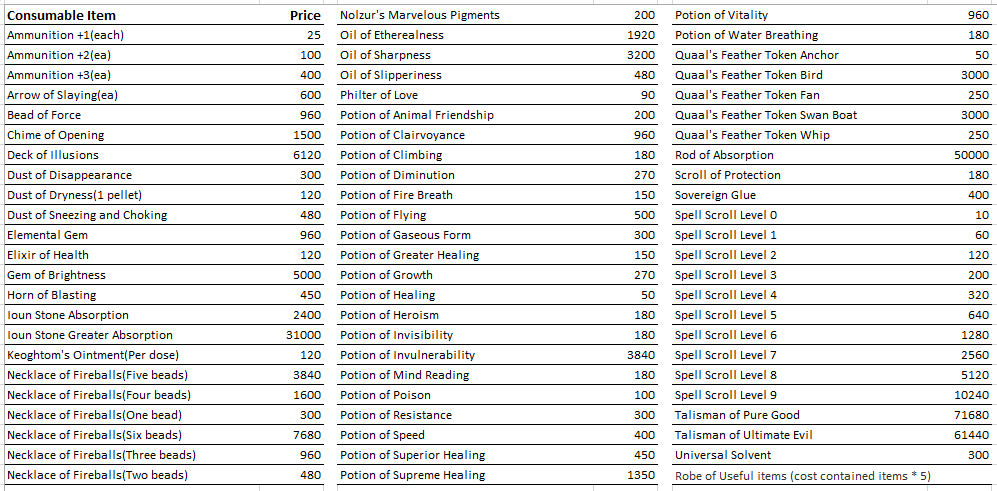 Consumable Item Price
Ammunition +1(each) 25
Ammunition +2(ea) 100
Ammunition +3(ea) 400
Arrow of Slaying(ea) 600
Bead of Force 960
Chime of Opening 1500
Deck of Illusions 6120
Dust of Disappearance 300
Dust of Dryness(1 pellet) 120
Dust of Sneezing and Choking 480
Elemental Gem 960
Elixir of Health 120
Gem of Brightness 5000
Horn of Blasting 450
Ioun Stone Absorption 2400
Ioun Stone Greater Absorption 31000
Keoghtom's Ointment(Per dose) 120
Necklace of Fireballs(Five beads) 3840
Necklace of Fireballs(Four beads) 1600
Necklace of Fireballs(One bead) 300
Necklace of Fireballs(Six beads) 7680
Necklace of Fireballs(Three beads) 960
Necklace of Fireballs(Two beads) 480
Nolzur's Marvelous Pigments 200
Oil of Etherealness 1920
Oil of Sharpness 3200
Oil of Slipperiness 480
Philter of Love 90
Potion of Animal Friendship 200
Potion of Clairvoyance 960
Potion of Climbing 180
Potion of Diminution 270
Potion of Fire Breath 150
Potion of Flying 500
Potion of Gaseous Form 300
Potion of Greater Healing 150
Potion of Growth 270
Potion of Healing 50
Potion of Heroism 180
Potion of Invisibility 180
Potion of Invulnerability 3840
Potion of Mind Reading 180
Potion of Poison 100
Potion of Resistance 300
Potion of Speed 400
Potion of Superior Healing 450
Potion of Supreme Healing 1350
Potion of Vitality 960
Potion of Water Breathing 180
Quaal's Feather Token Anchor 50
Quaal's Feather Token Bird 3000
Quaal's Feather Token Fan 250
Quaal's Feather Token Swan Boat 3000
Quaal's Feather Token Whip 250
Rod of Absorption 50000
Scroll of Protection 180
Sovereign Glue 400
Spell Scroll Level 0 10
Spell Scroll Level 1 60
Spell Scroll Level 2 120
Spell Scroll Level 3 200
Spell Scroll Level 4 320
Spell Scroll Level 5 640
Spell Scroll Level 6 1280
Spell Scroll Level 7 2560
Spell Scroll Level 8 5120
Spell Scroll Level 9 10240
Talisman of Pure Good 71680
Talisman of Ultimate Evil 61440
Universal Solvent 300
Robe of Useful items (cost contained items * 5)